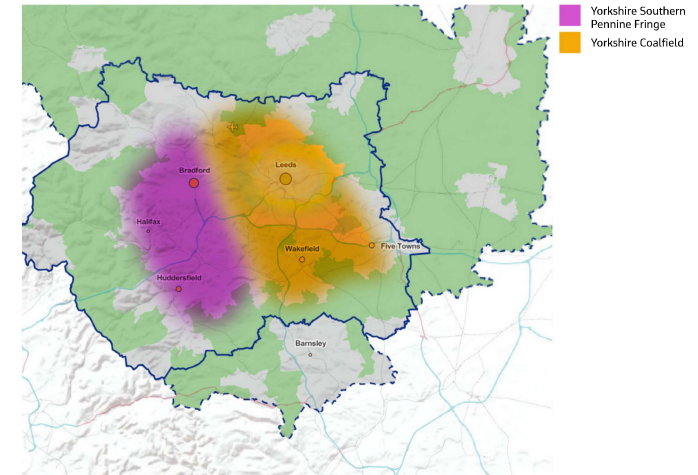 Yorkshire Southern
Pennine Fringe
Yorkshire Coalfield
Leeds
Bradford
Halifax
Five Towns
Wakefield
Huddersfield
Barnsley